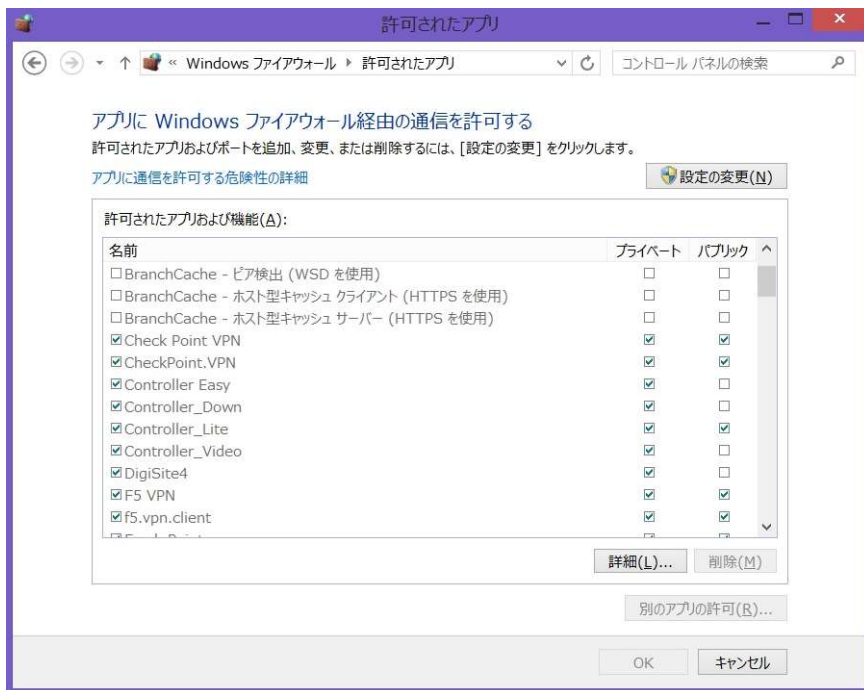 許可されたアプリ
« Windows ファイアウォール ▸ 許可されたアプリ
コントロール パネルの検索
アプリに Windows ファイアウォール経由の通信を許可する
許可されたアプリおよびポートを追加、変更、または削除するには、[設定の変更] をクリックします。
アプリに通信を許可する危険性の詳細
設定の変更(N)
許可されたアプリおよび機能(A):
名前 プライベート パブリック
BranchCache - ピア検出 (WSD を使用)
BranchCache - ホスト型キャッシュ クライアント (HTTPS を使用)
BranchCache - ホスト型キャッシュ サーバー (HTTPS を使用)
Check Point VPN
CheckPoint.VPN
Controller Easy
Controller_Down
Controller_Lite
Controller_Video
DigiSite4
F5 VPN
f5.vpn.client
詳細(L)... 削除(M)
別のアプリの許可(R)...
OK キャンセル